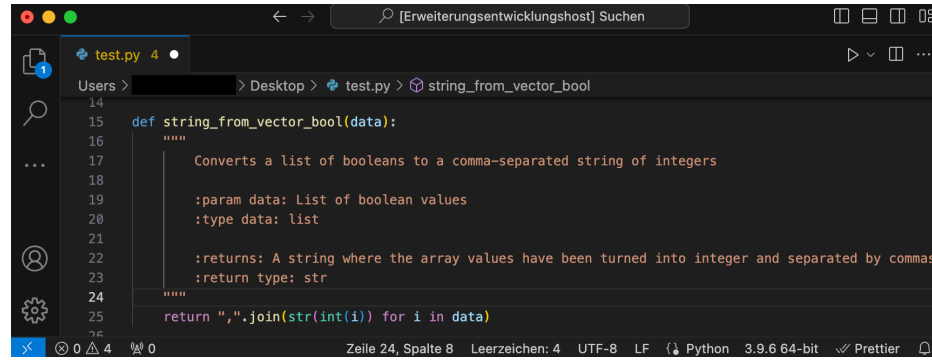 [Erweiterungsentwicklungshost] Suchen
test.py 4
1
Users > > Desktop > test.py > string_from_vector_bool
14
15 def string_from_vector_bool(data):
16 """
17 Converts a list of booleans to a comma-separated string of integers
18
19 :param data: List of boolean values
20 :type data: list
21
22 :returns: A string where the array values have been turned into integer and separated by commas
23 :return type: str
24 """
25 return ",".join(str(int(i)) for i in data)
26
0 4 0 Zeile 24, Spalte 8 Leerzeichen: 4 UTF-8 LF Python 3.9.6 64-bit Prettier